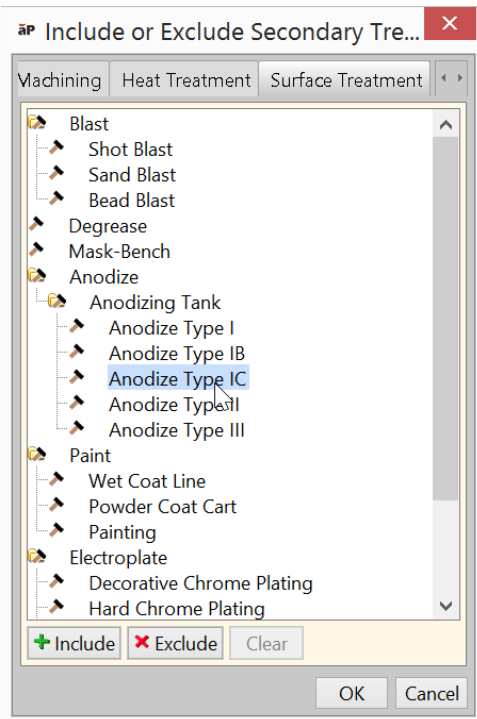 aP Include or Exclude Secondary Tre...
Machining Heat Treatment Surface Treatment
Blast
Shot Blast
Sand Blast
Bead Blast
Degrease
Mask-Bench
Anodize
Anodizing Tank
Anodize Type I
Anodize Type IB
Anodize Type IC
Anodize Type II
Anodize Type III
Paint
Wet Coat Line
Powder Coat Cart
Painting
Electroplate
Decorative Chrome Plating
Hard Chrome Plating
Include Exclude Clear
OK Cancel